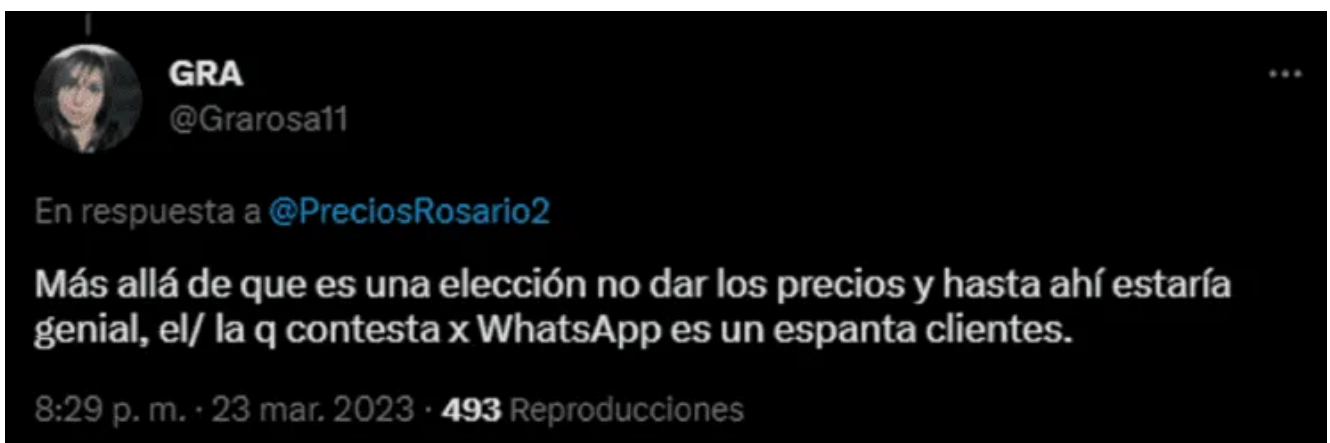 GRA
@Grarosa11
En respuesta a @PreciosRosario2
Más allá de que es una elección no dar los precios y hasta ahí estaría
genial, el/ la q contesta x WhatsApp es un espanta clientes.
8:29 p. m. · 23 mar. 2023 · 493 Reproducciones